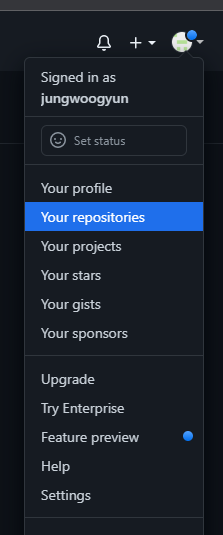 Signed in as
jungwoogyun
Set status
Your profile
Your repositories
Your projects
Your stars
Your gists
Your sponsors
Upgrade
Try Enterprise
Feature preview
Help
Settings